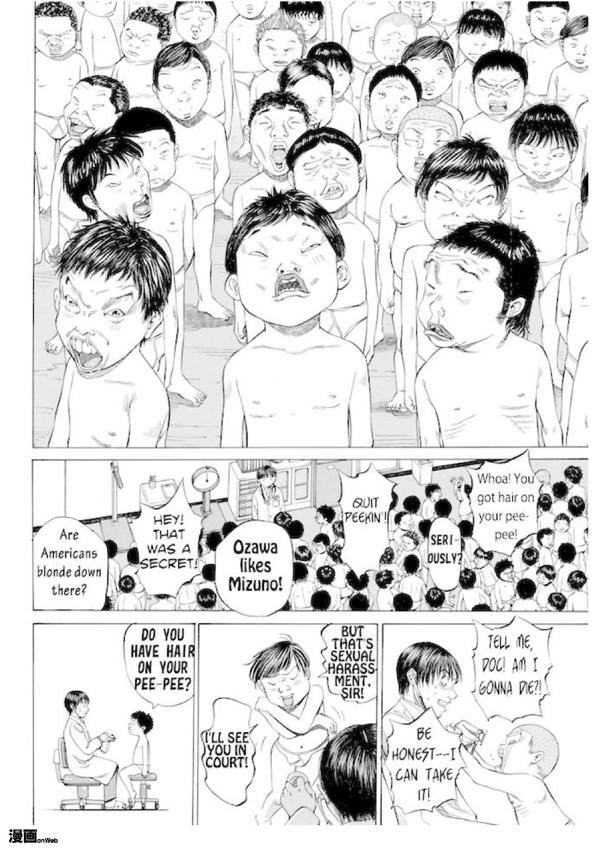 Whoa! You
got hair on
your pee-
pee!
SERI-
OUSLY?
QUIT
PEEKIN'!
Ozawa
likes
Mizuno!
HEY!
THAT
WAS A
SECRET!
Are
Americans
blonde down
there?
TELL ME,
DOC! AM I
GONNA DIE?!
BE
HONEST--I
CAN TAKE
IT!
BUT
THAT'S
SEXUAL
HARASS-
MENT,
SIR!
I'LL SEE
YOU IN
COURT!
DO YOU
HAVE HAIR
ON YOUR
PEE-PEE?
漫画onWeb